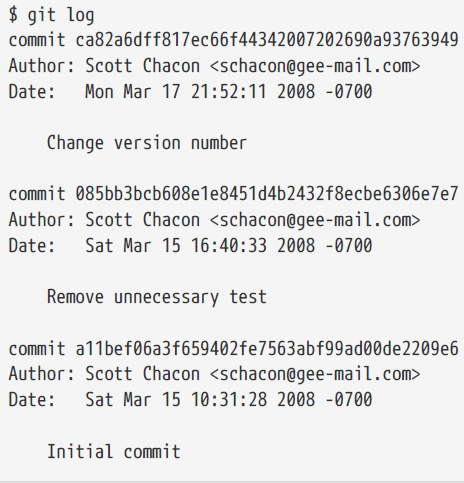 $ git log
commit ca82a6dff817ec66f44342007202690a93763949
Author: Scott Chacon <schacon@gee-mail.com>
Date:   Mon Mar 17 21:52:11 2008 -0700
    Change version number
commit 085bb3bcb608e1e8451d4b2432f8ecbe6306e7e7
Author: Scott Chacon <schacon@gee-mail.com>
Date:   Sat Mar 15 16:40:33 2008 -0700
    Remove unnecessary test
commit a11bef06a3f659402fe7563abf99ad00de2209e6
Author: Scott Chacon <schacon@gee-mail.com>
Date:   Sat Mar 15 10:31:28 2008 -0700
    Initial commit